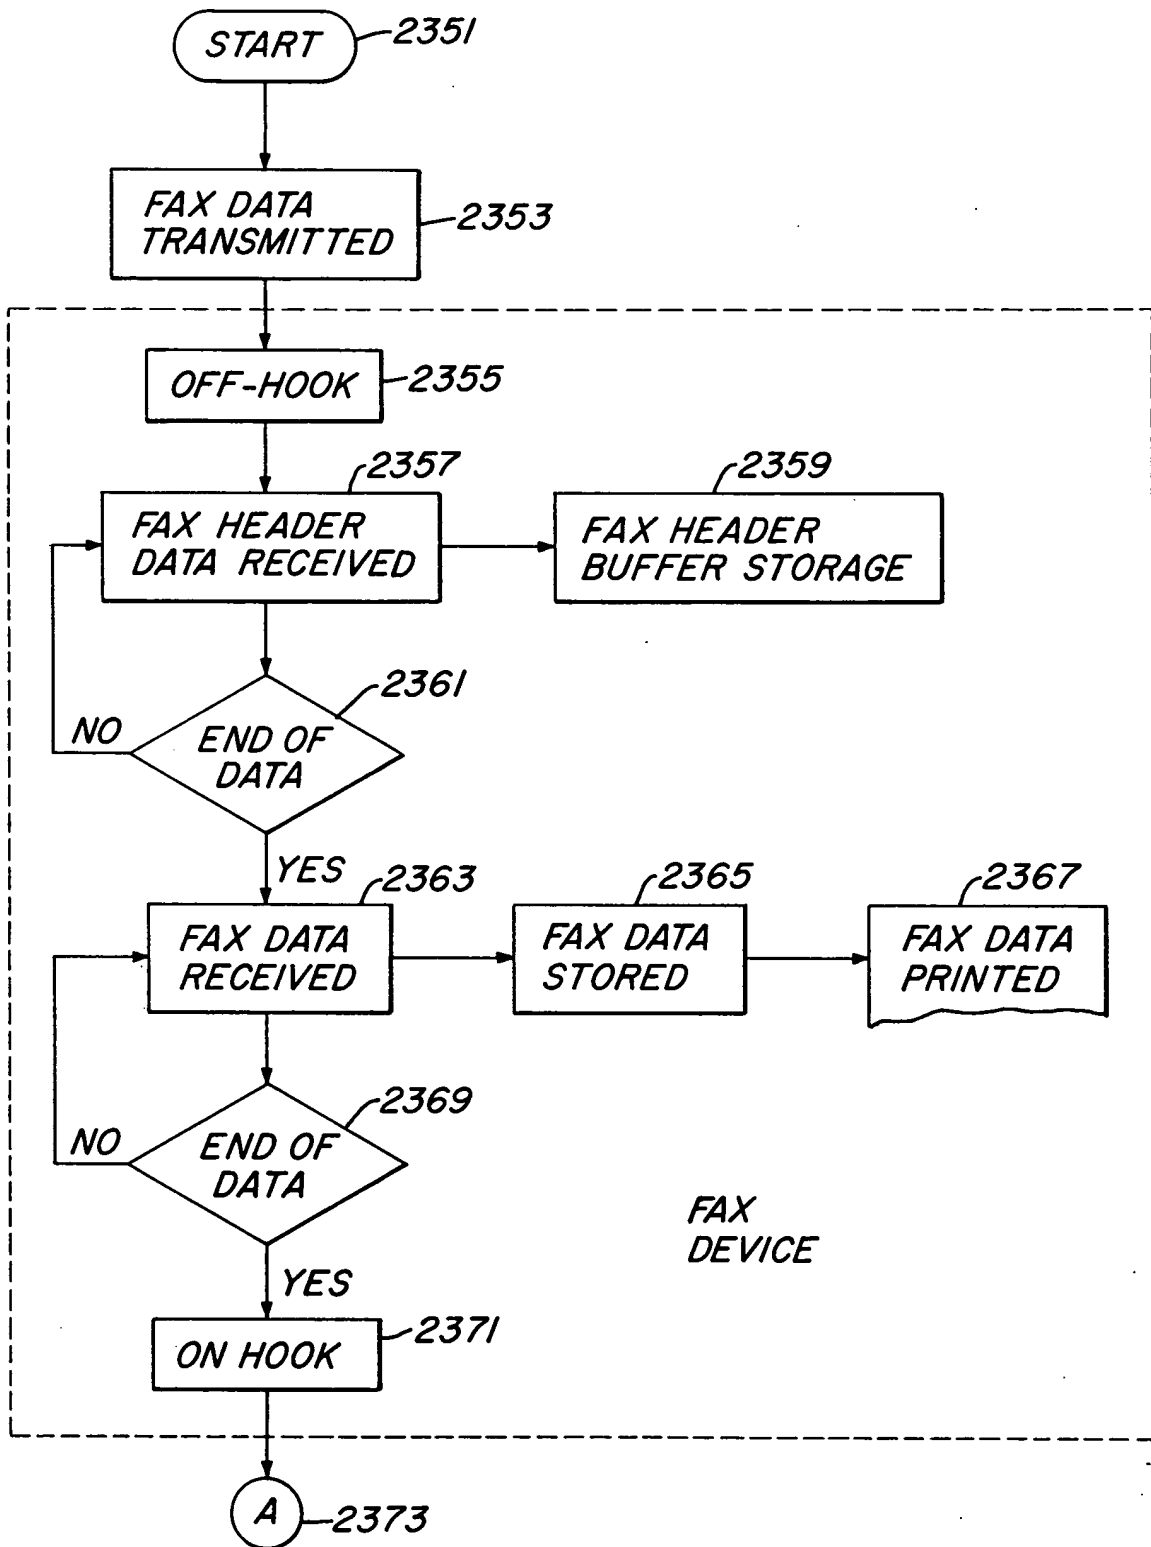 START
2351
FAX DATA
TRANSMITTED
2353
OFF-HOOK
2355
2357
FAX HEADER
DATA RECEIVED
2359
FAX HEADER
BUFFER STORAGE
2361
END OF
DATA
NO
YES
2363
FAX DATA
RECEIVED
2365
FAX DATA
STORED
2367
FAX DATA
PRINTED
2369
END OF
DATA
NO
YES
FAX
DEVICE
2371
ON HOOK
A
2373